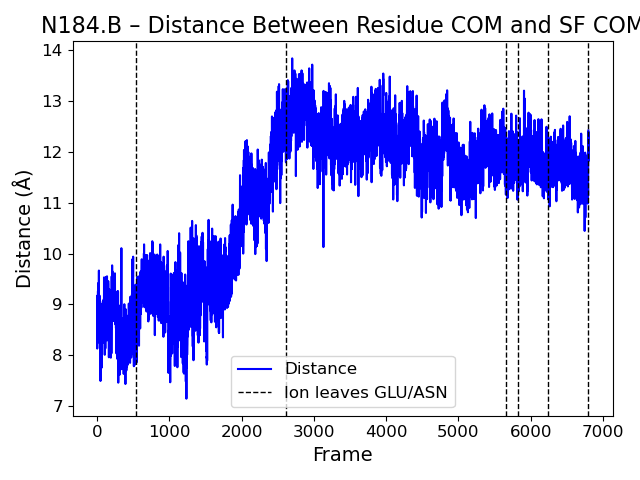 N184.B – Distance Between Residue COM and SF COM
14
13
12
11
10
9
8
7
Distance (Å)
Distance
Ion leaves GLU/ASN
0 1000 2000 3000 4000 5000 6000 7000
Frame